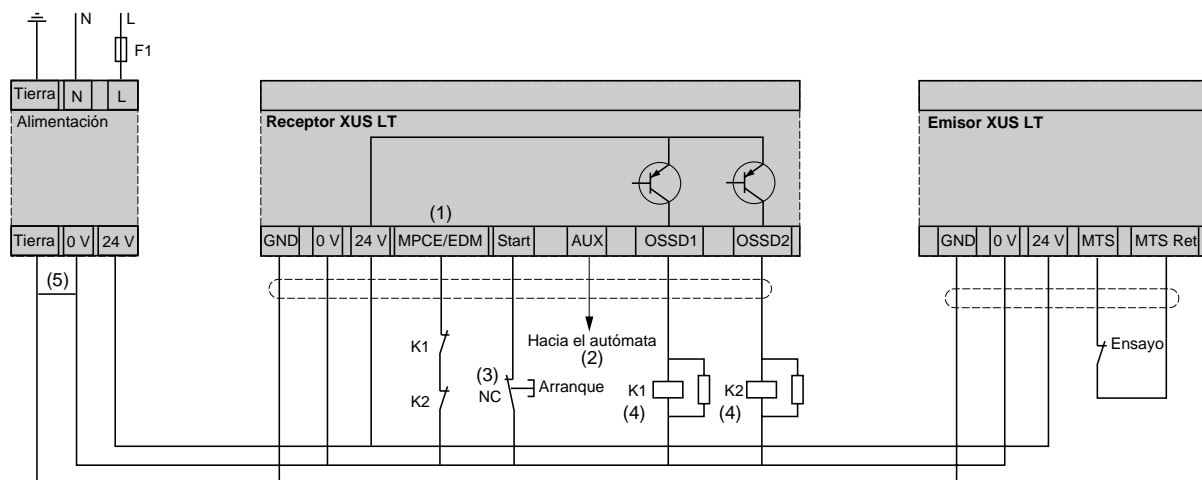 N L
F1
Tierra N L
Alimentación
Receptor XUS LT
Emisor XUS LT
(1)
Tierra 0 V 24 V
GND 0 V 24 V MPCE/EDM Start AUX OSSD1 OSSD2
GND 0 V 24 V MTS MTS Ret
(5)
K1
K2
(3)
NC
Arranque
Hacia el autómata
(2)
K1
(4)
K2
(4)
Ensayo